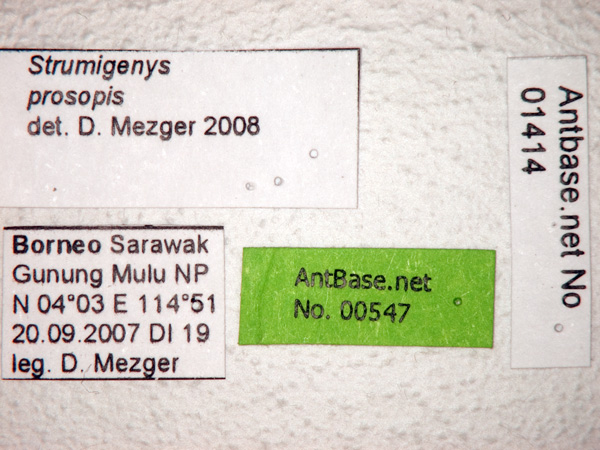 Strumigenys
prosopis
det. D. Mezger 2008
Borneo Sarawak
Gunung Mulu NP
N 04°03 E 114°51
20.09.2007 DI 19
leg. D. Mezger
AntBase.net
No. 00547
Antbase.net No
01414